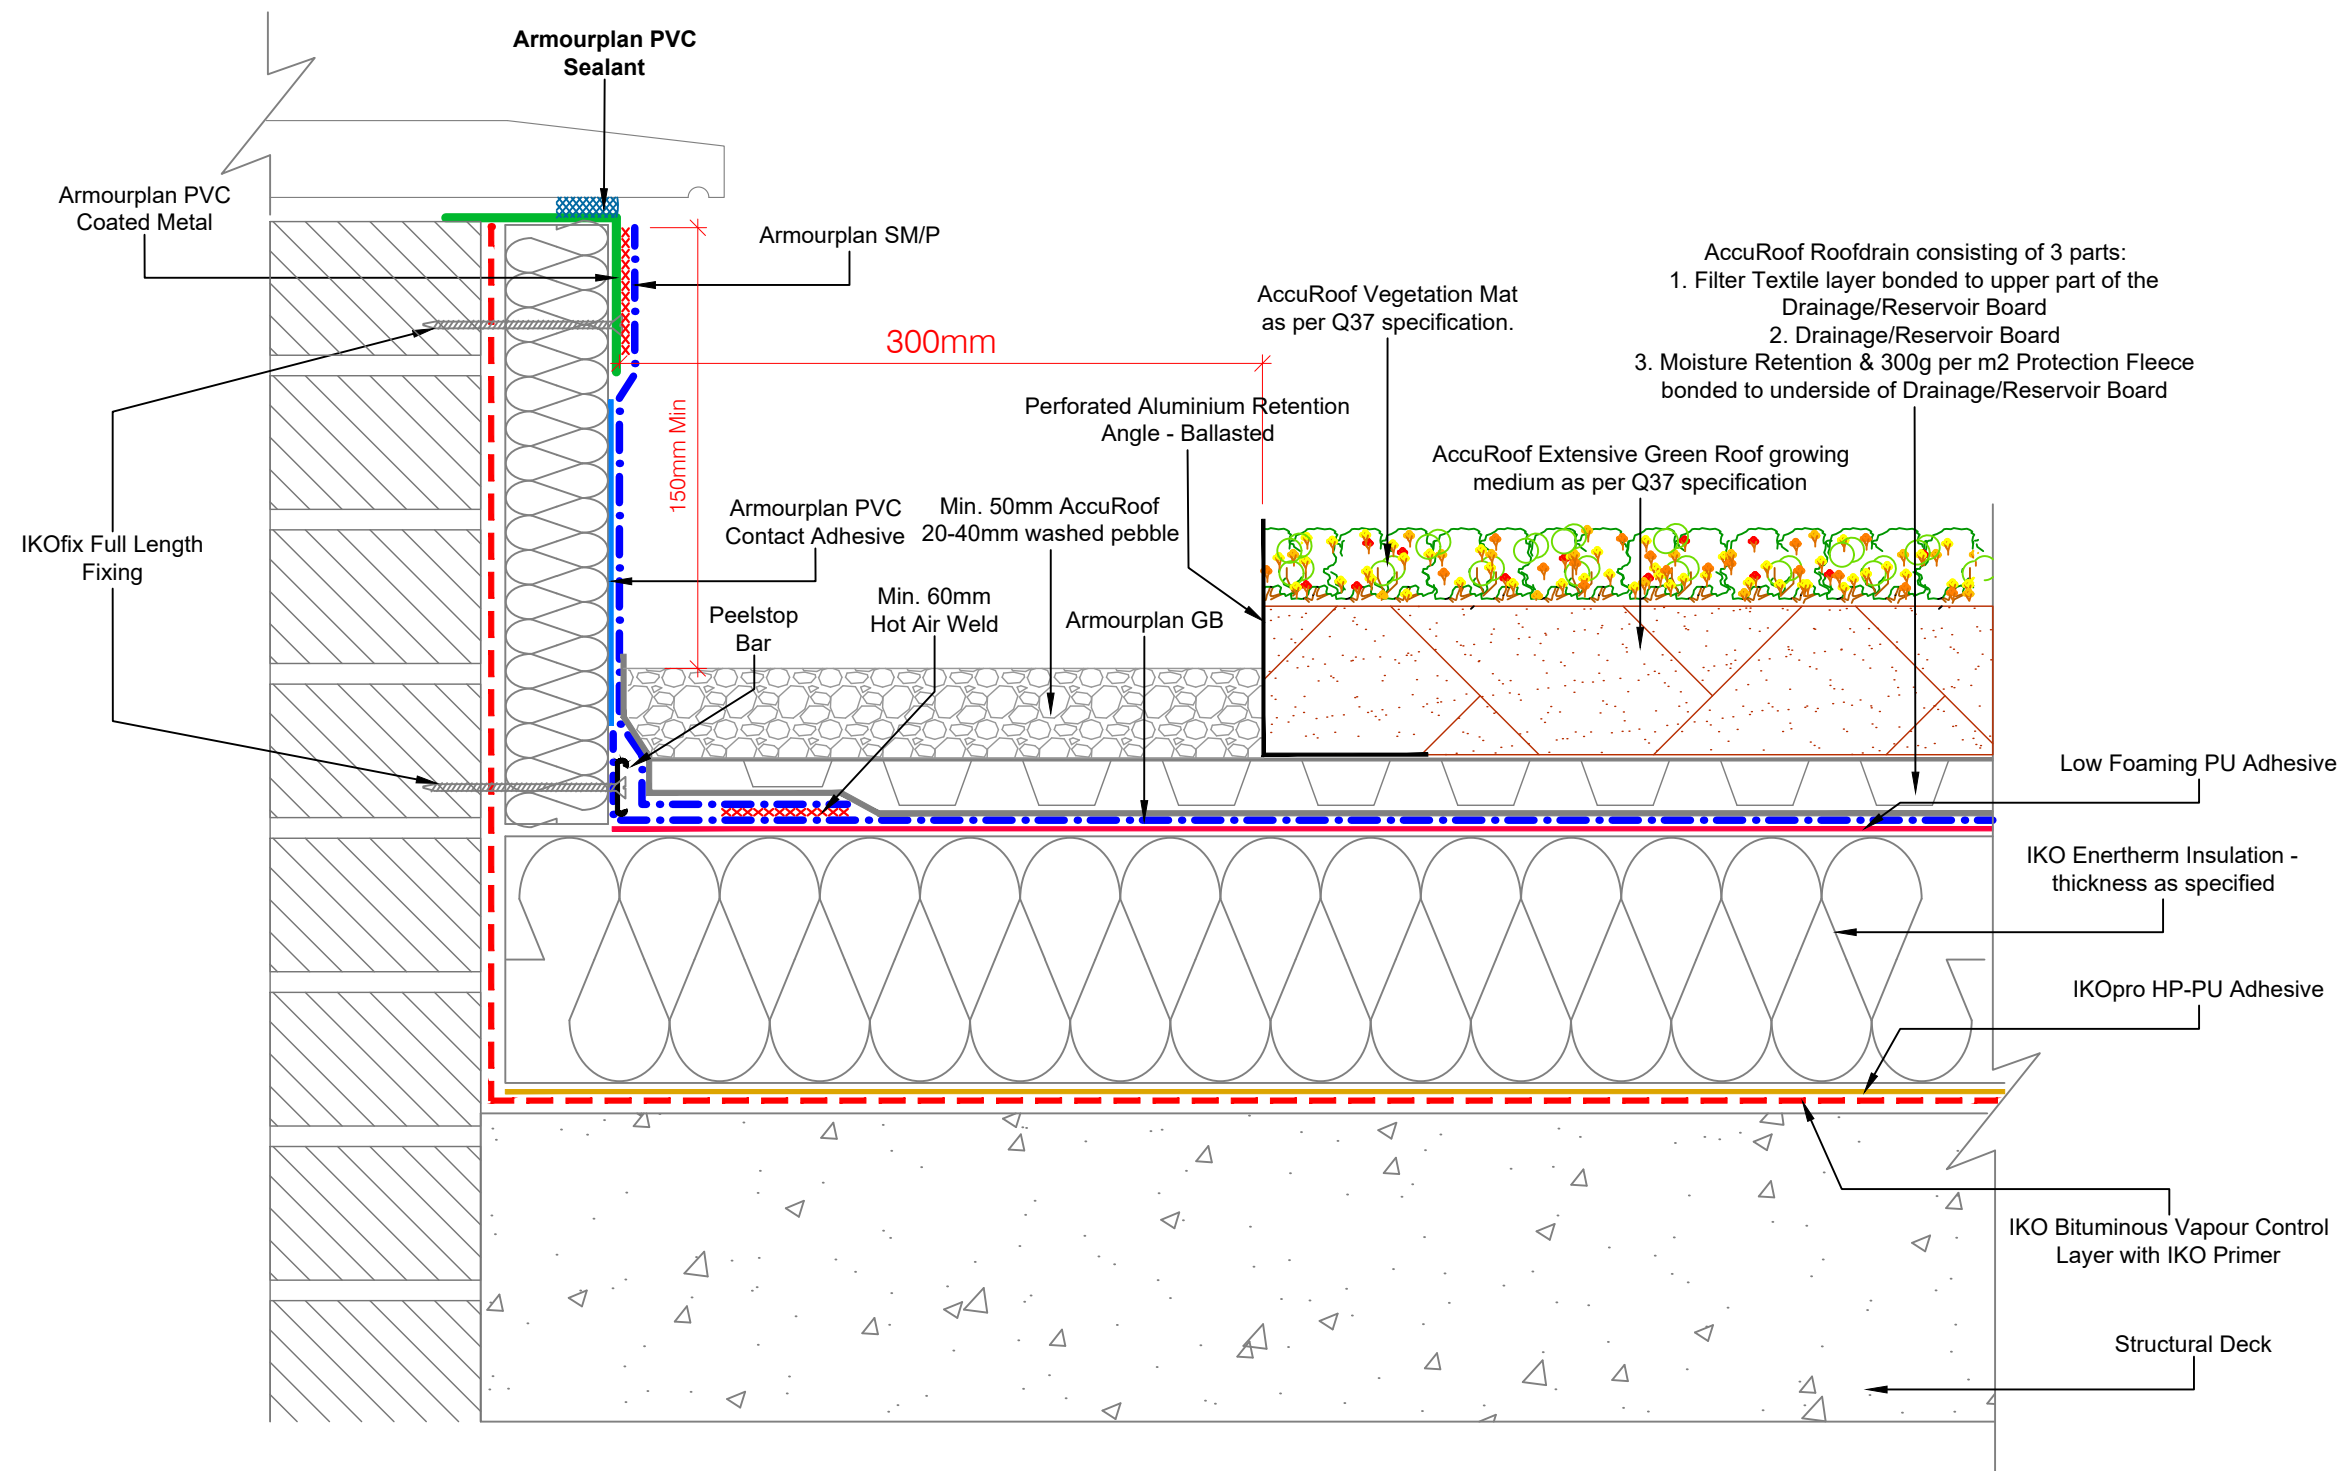 Armourplan PVC
Sealant
Armourplan PVC
Coated Metal
Armourplan SM/P
300mm
150mm Min
AccuRoof Vegetation Mat
as per Q37 specification.
AccuRoof Roofdrain consisting of 3 parts:
1. Filter Textile layer bonded to upper part of the
Drainage/Reservoir Board
2. Drainage/Reservoir Board
3. Moisture Retention & 300g per m2 Protection Fleece
bonded to underside of Drainage/Reservoir Board
Perforated Aluminium Retention
Angle - Ballasted
AccuRoof Extensive Green Roof growing
medium as per Q37 specification
IKOfix Full Length
Fixing
Armourplan PVC
Contact Adhesive
Min. 50mm AccuRoof
20-40mm washed pebble
Peelstop
Bar
Min. 60mm
Hot Air Weld
Armourplan GB
Low Foaming PU Adhesive
IKO Enertherm Insulation -
thickness as specified
IKOpro HP-PU Adhesive
IKO Bituminous Vapour Control
Layer with IKO Primer
Structural Deck